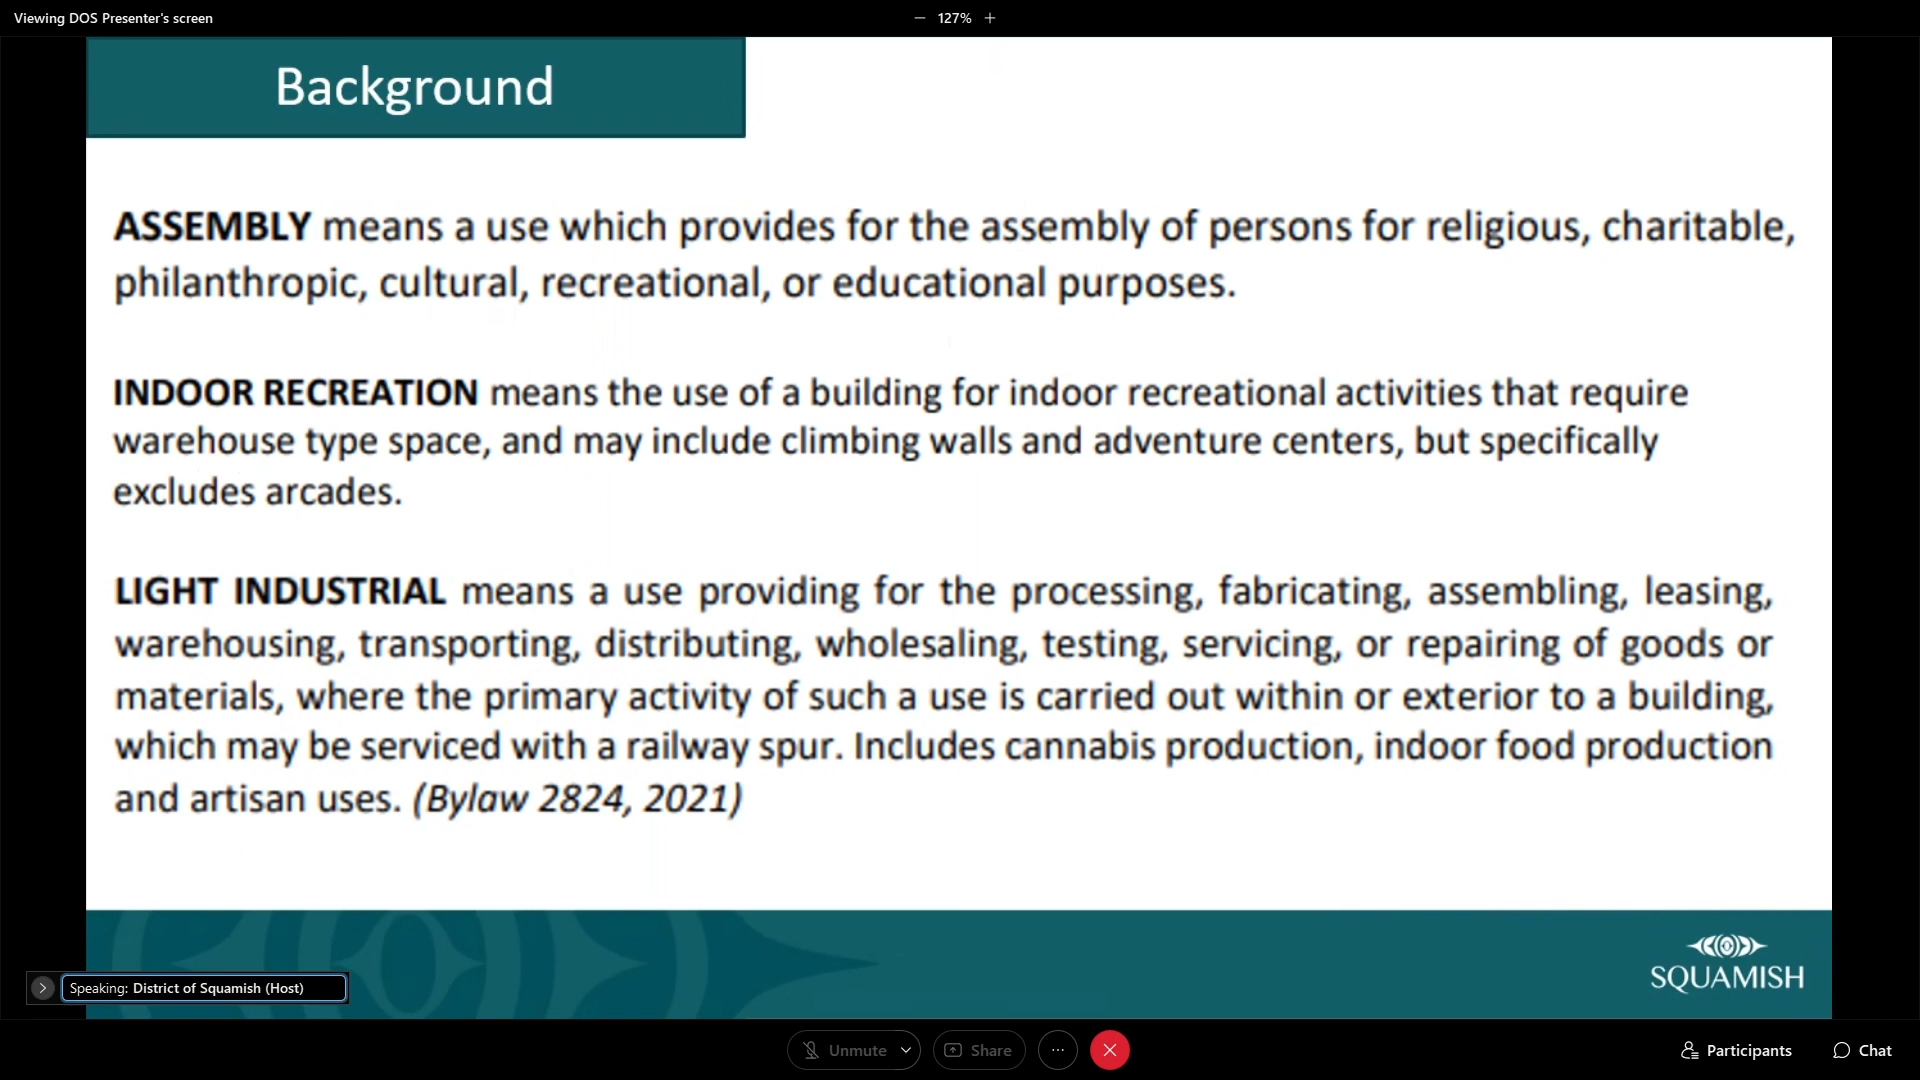 Viewing DOS Presenter's screen
127%
Background
ASSEMBLY means a use which provides for the assembly of persons for religious, charitable,
philanthropic, cultural, recreational, or educational purposes.
INDOOR RECREATION means the use of a building for indoor recreational activities that require
warehouse type space, and may include climbing walls and adventure centers, but specifically
excludes arcades.
LIGHT INDUSTRIAL means a use providing for the processing, fabricating, assembling, leasing,
warehousing, transporting, distributing, wholesaling, testing, servicing, or repairing of goods or
materials, where the primary activity of such a use is carried out within or exterior to a building,
which may be serviced with a railway spur. Includes cannabis production, indoor food production
and artisan uses. (Bylaw 2824, 2021)
SQUAMISH
Speaking: District of Squamish (Host)
Unmute
Share
Participants
Chat